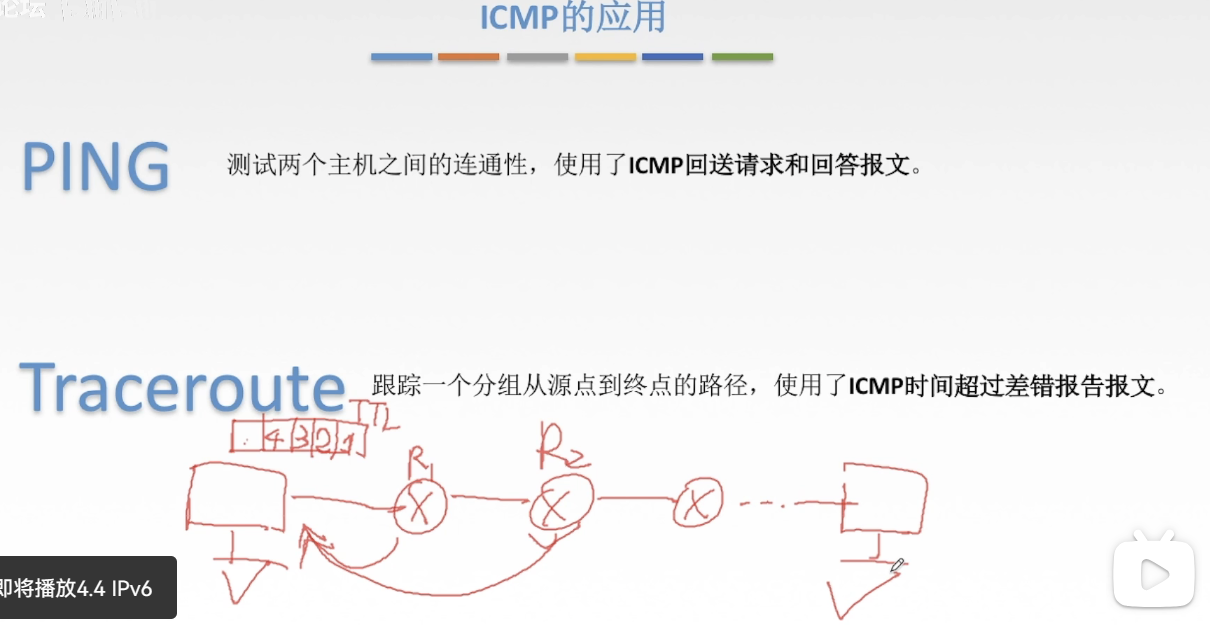 论坛
ICMP的应用
PING
测试两个主机之间的连通性，使用了ICMP回送请求和回答报文。
Traceroute
跟踪一个分组从源点到终点的路径，使用了ICMP时间超过差错报告报文。
TTL
4 3 2 1
R1
R2
即将播放4.4 IPv6